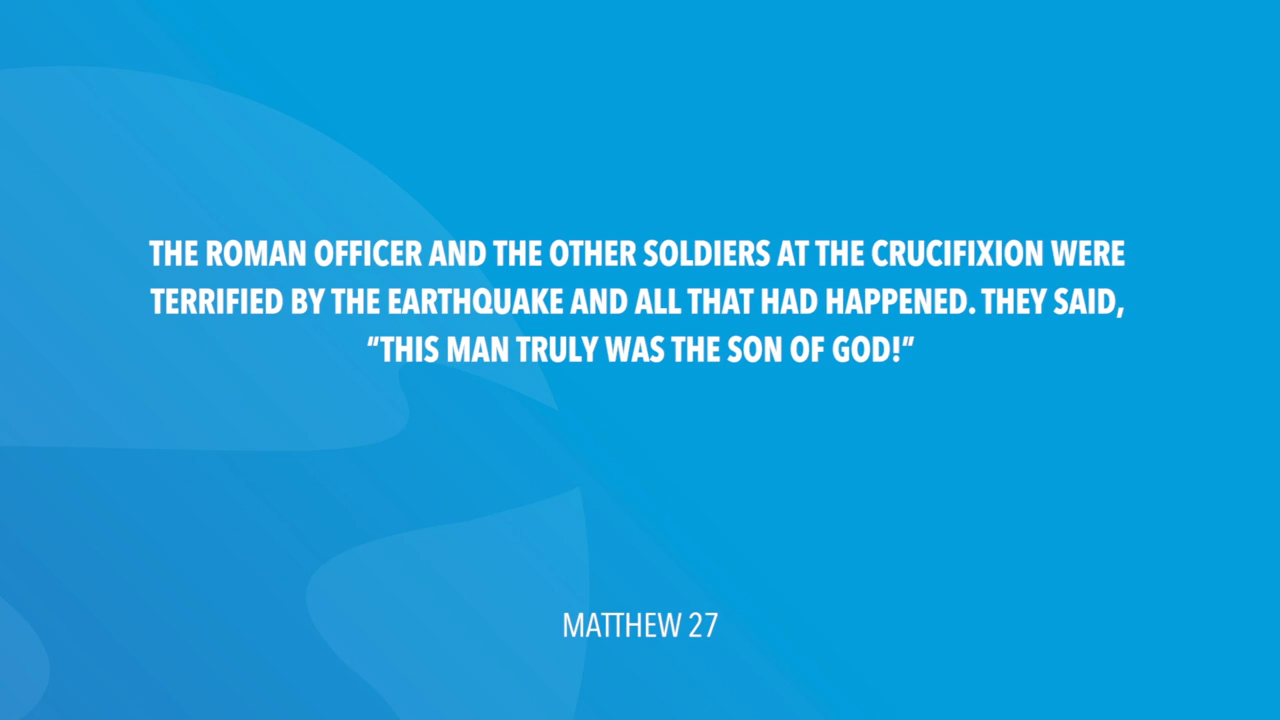 THE ROMAN OFFICER AND THE OTHER SOLDIERS AT THE CRUCIFIXION WERE
TERRIFIED BY THE EARTHQUAKE AND ALL THAT HAD HAPPENED. THEY SAID,
“THIS MAN TRULY WAS THE SON OF GOD!”
MATTHEW 27